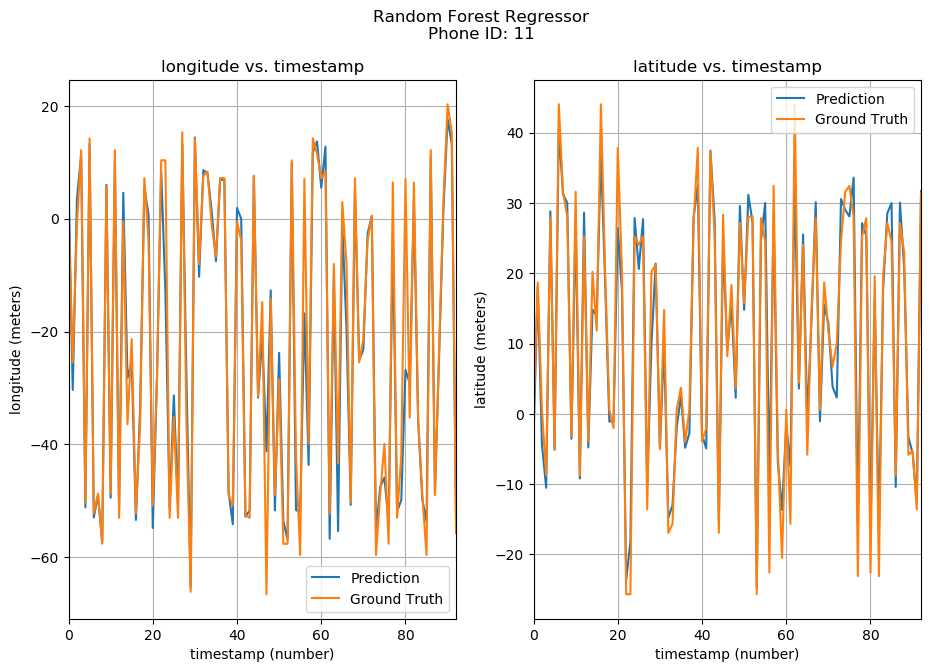 Random Forest Regressor
Phone ID: 11
longitude vs. timestamp
longitude (meters)
20
0
−20
−40
−60
0
20
40
60
80
timestamp (number)
Prediction
Ground Truth
latitude vs. timestamp
latitude (meters)
40
30
20
10
0
−10
−20
0
20
40
60
80
timestamp (number)
Prediction
Ground Truth